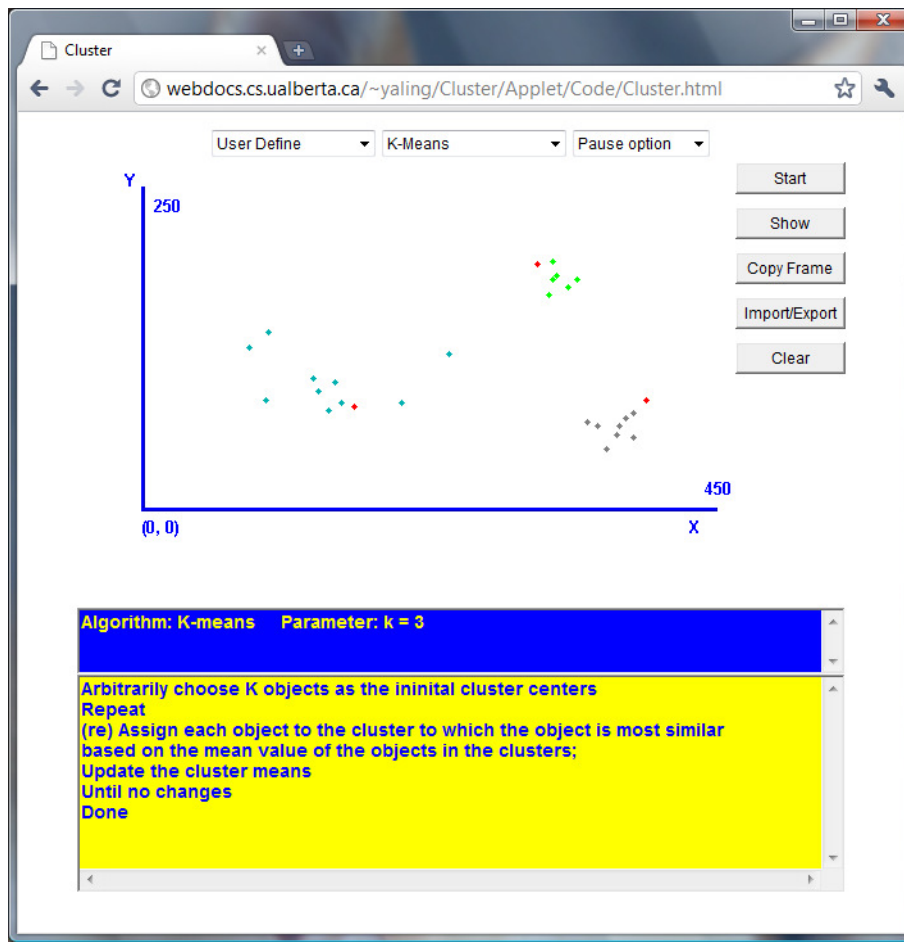 Cluster
webdocs.cs.ualberta.ca/~yaling/Cluster/Applet/Code/Cluster.html
User Define K-Means Pause option
Start
Show
Copy Frame
Import/Export
Clear
Y
250
450
(0, 0)
X
Algorithm: K-means Parameter: k = 3
Arbitrarily choose K objects as the ininital cluster centers
Repeat
(re) Assign each object to the cluster to which the object is most similar
based on the mean value of the objects in the clusters;
Update the cluster means
Until no changes
Done